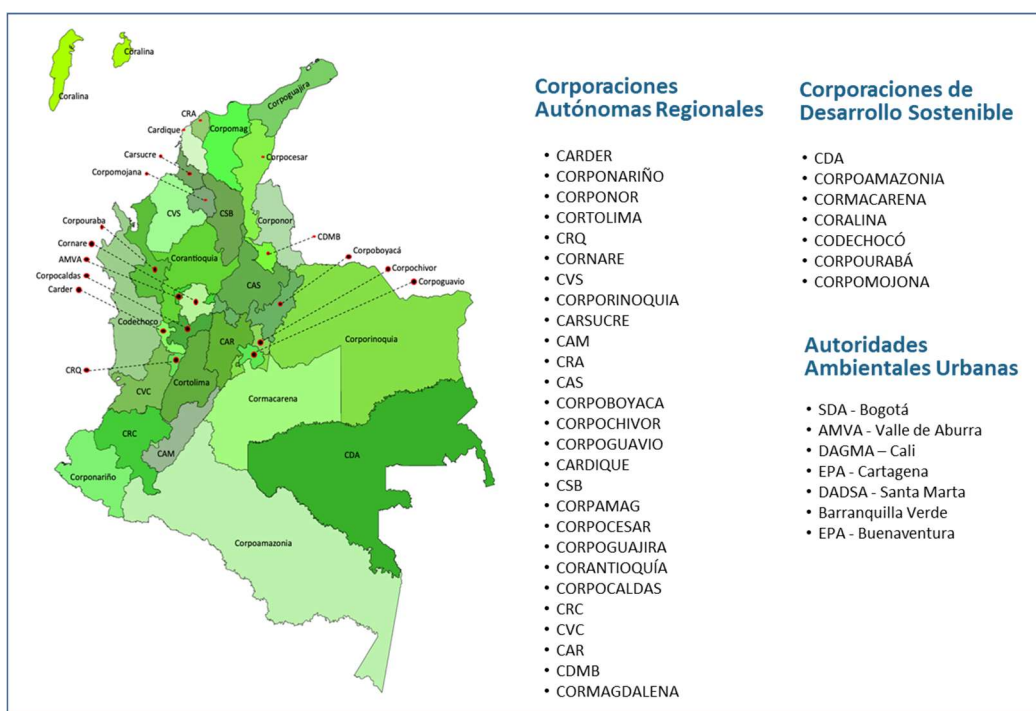 Coralina
Coralina
Corpoguajira
CRA
Corpomag
Cardique
Carsucre
Corpocesar
Corpomojana
CVS
CSB
Corponor
Corpouraba
Cornare
CDMB
Corantioquia
Corpoboyacá
AMVA
Corpochivor
Corpocaldas
CAS
Corpoguavio
Carder
Codechoco
CAR
Corporinoquia
CRQ
Cortolima
CVC
Cormacarena
CRC
CAM
CDA
Corponariño
Corpoamazonia
Corporaciones
Autónomas Regionales
• CARDER
• CORPONARIÑO
• CORPONOR
• CORTOLIMA
• CRQ
• CORNARE
• CVS
• CORPORINOQUIA
• CARSUCRE
• CAM
• CRA
• CAS
• CORPOBOYACA
• CORPOCHIVOR
• CORPOGUAVIO
• CARDIQUE
• CSB
• CORPAMAG
• CORPOCESAR
• CORPOGUAJIRA
• CORANTIOQUÍA
• CORPOCALDAS
• CRC
• CVC
• CAR
• CDMB
• CORMAGDALENA
Corporaciones de
Desarrollo Sostenible
• CDA
• CORPOAMAZONIA
• CORMACARENA
• CORALINA
• CODECHOCÓ
• CORPOURABÁ
• CORPOMOJONA
Autoridades
Ambientales Urbanas
• SDA - Bogotá
• AMVA - Valle de Aburra
• DAGMA – Cali
• EPA - Cartagena
• DADSA - Santa Marta
• Barranquilla Verde
• EPA - Buenaventura